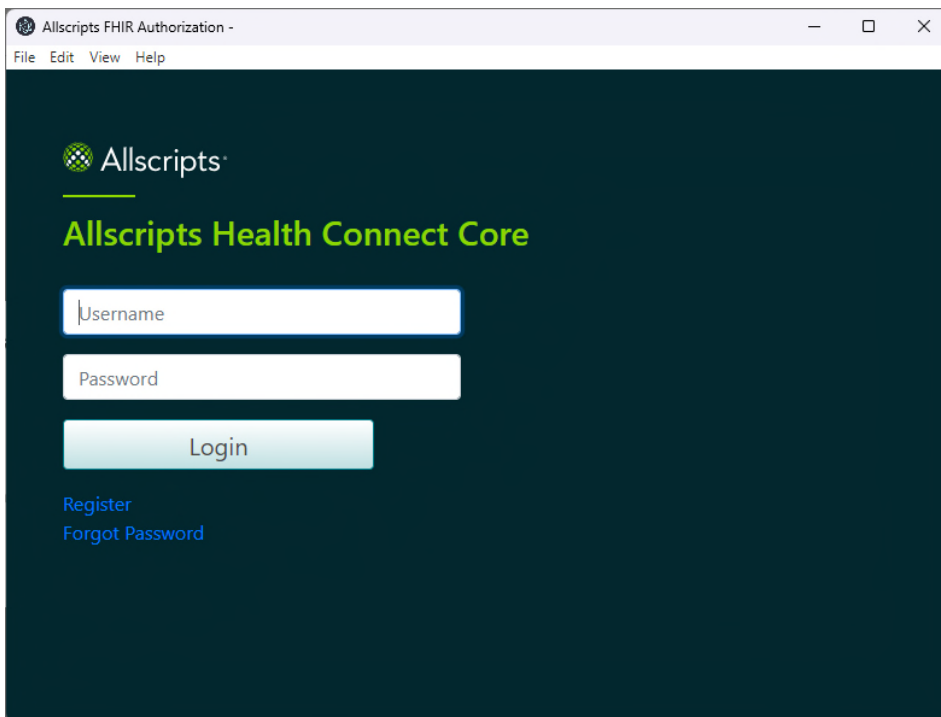 Allscripts FHIR Authorization -
File Edit View Help
Allscripts
Allscripts Health Connect Core
Username
Password
Login
Register
Forgot Password